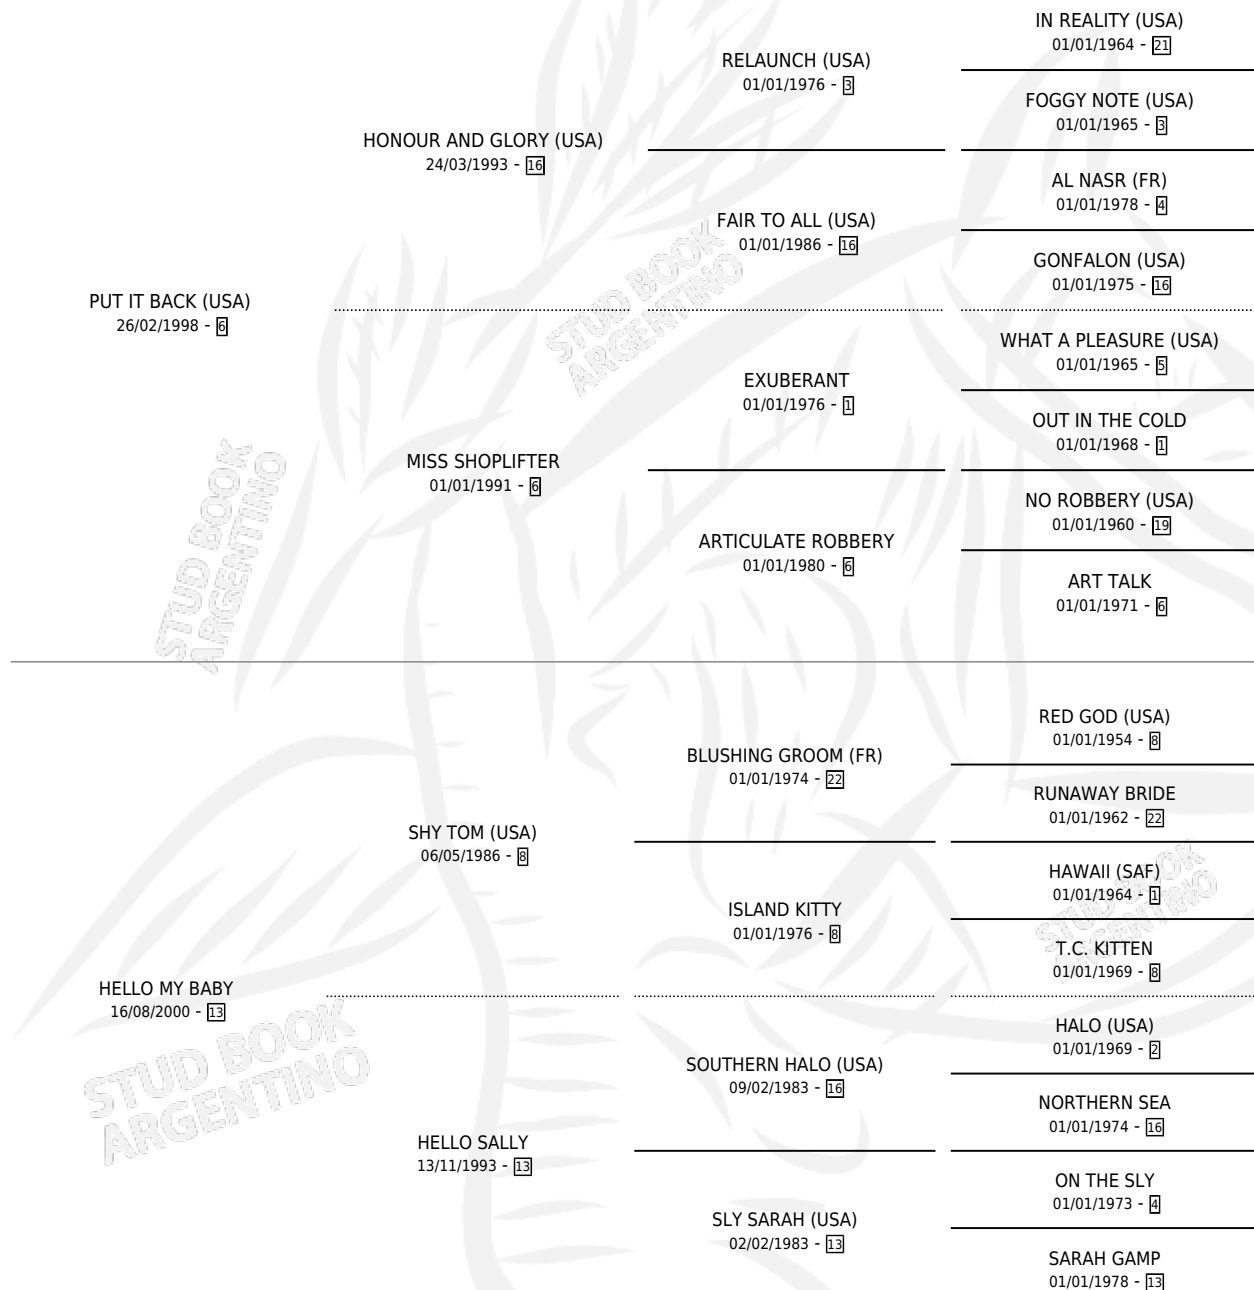 PUT IT BACK (USA)
26/02/1998 - 6
HONOUR AND GLORY (USA)
24/03/1993 - 16
MISS SHOPLIFTER
01/01/1991 - 6
RELAUNCH (USA)
01/01/1976 - 3
FAIR TO ALL (USA)
01/01/1986 - 16
EXUBERANT
01/01/1976 - 1
ARTICULATE ROBBERY
01/01/1980 - 6
IN REALITY (USA)
01/01/1964 - 21
FOGGY NOTE (USA)
01/01/1965 - 3
AL NASR (FR)
01/01/1978 - 4
GONFALON (USA)
01/01/1975 - 16
WHAT A PLEASURE (USA)
01/01/1965 - 5
OUT IN THE COLD
01/01/1968 - 1
NO ROBBERY (USA)
01/01/1960 - 19
ART TALK
01/01/1971 - 6
HELLO MY BABY
16/08/2000 - 13
SHY TOM (USA)
06/05/1986 - 8
HELLO SALLY
13/11/1993 - 13
BLUSHING GROOM (FR)
01/01/1974 - 22
ISLAND KITTY
01/01/1976 - 8
SOUTHERN HALO (USA)
09/02/1983 - 16
SLY SARAH (USA)
02/02/1983 - 13
RED GOD (USA)
01/01/1954 - 8
RUNAWAY BRIDE
01/01/1962 - 22
HAWAII (SAF)
01/01/1964 - 1
T.C. KITTEN
01/01/1969 - 8
HALO (USA)
01/01/1969 - 2
NORTHERN SEA
01/01/1974 - 16
ON THE SLY
01/01/1973 - 4
SARAH GAMP
01/01/1978 - 13
STUD BOOK
ARGENTINO
STUD BOOK
ARGENTINO
STUD BOOK
ARGENTINO
STUD BOOK
ARGENTINO